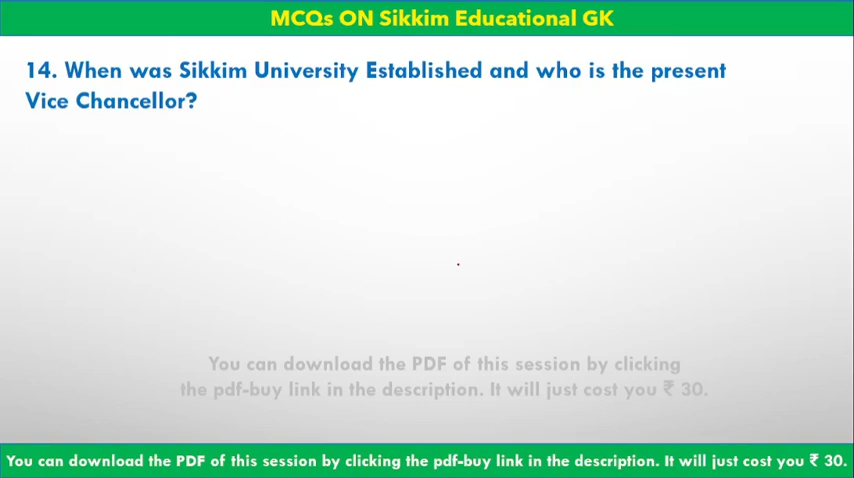 MCQs ON Sikkim Educational GK
14. When was Sikkim University Established and who is the present
Vice Chancellor?
You can download the PDF of this session by clicking
the pdf-buy link in the description. It will just cost you ₹ 30.
You can download the PDF of this session by clicking the pdf-buy link in the description. It will just cost you ₹ 30.